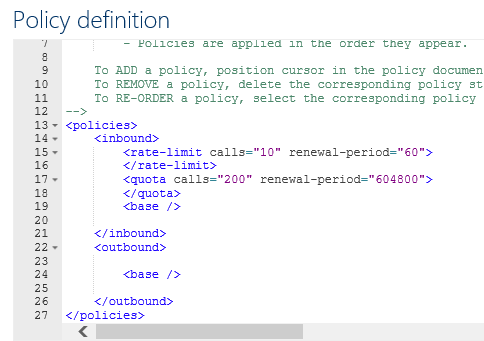 Policy definition
7 - Policies are applied in the order they appear.
8
9 To ADD a policy, position cursor in the policy documen
10 To REMOVE a policy, delete the corresponding policy st
11 To RE-ORDER a policy, select the corresponding policy
12 -->
13 <policies>
14 <inbound>
15 <rate-limit calls="10" renewal-period="60">
16 </rate-limit>
17 <quota calls="200" renewal-period="604800">
18 </quota>
19 <base />
20
21 </inbound>
22 <outbound>
23
24 <base />
25
26 </outbound>
27 </policies>